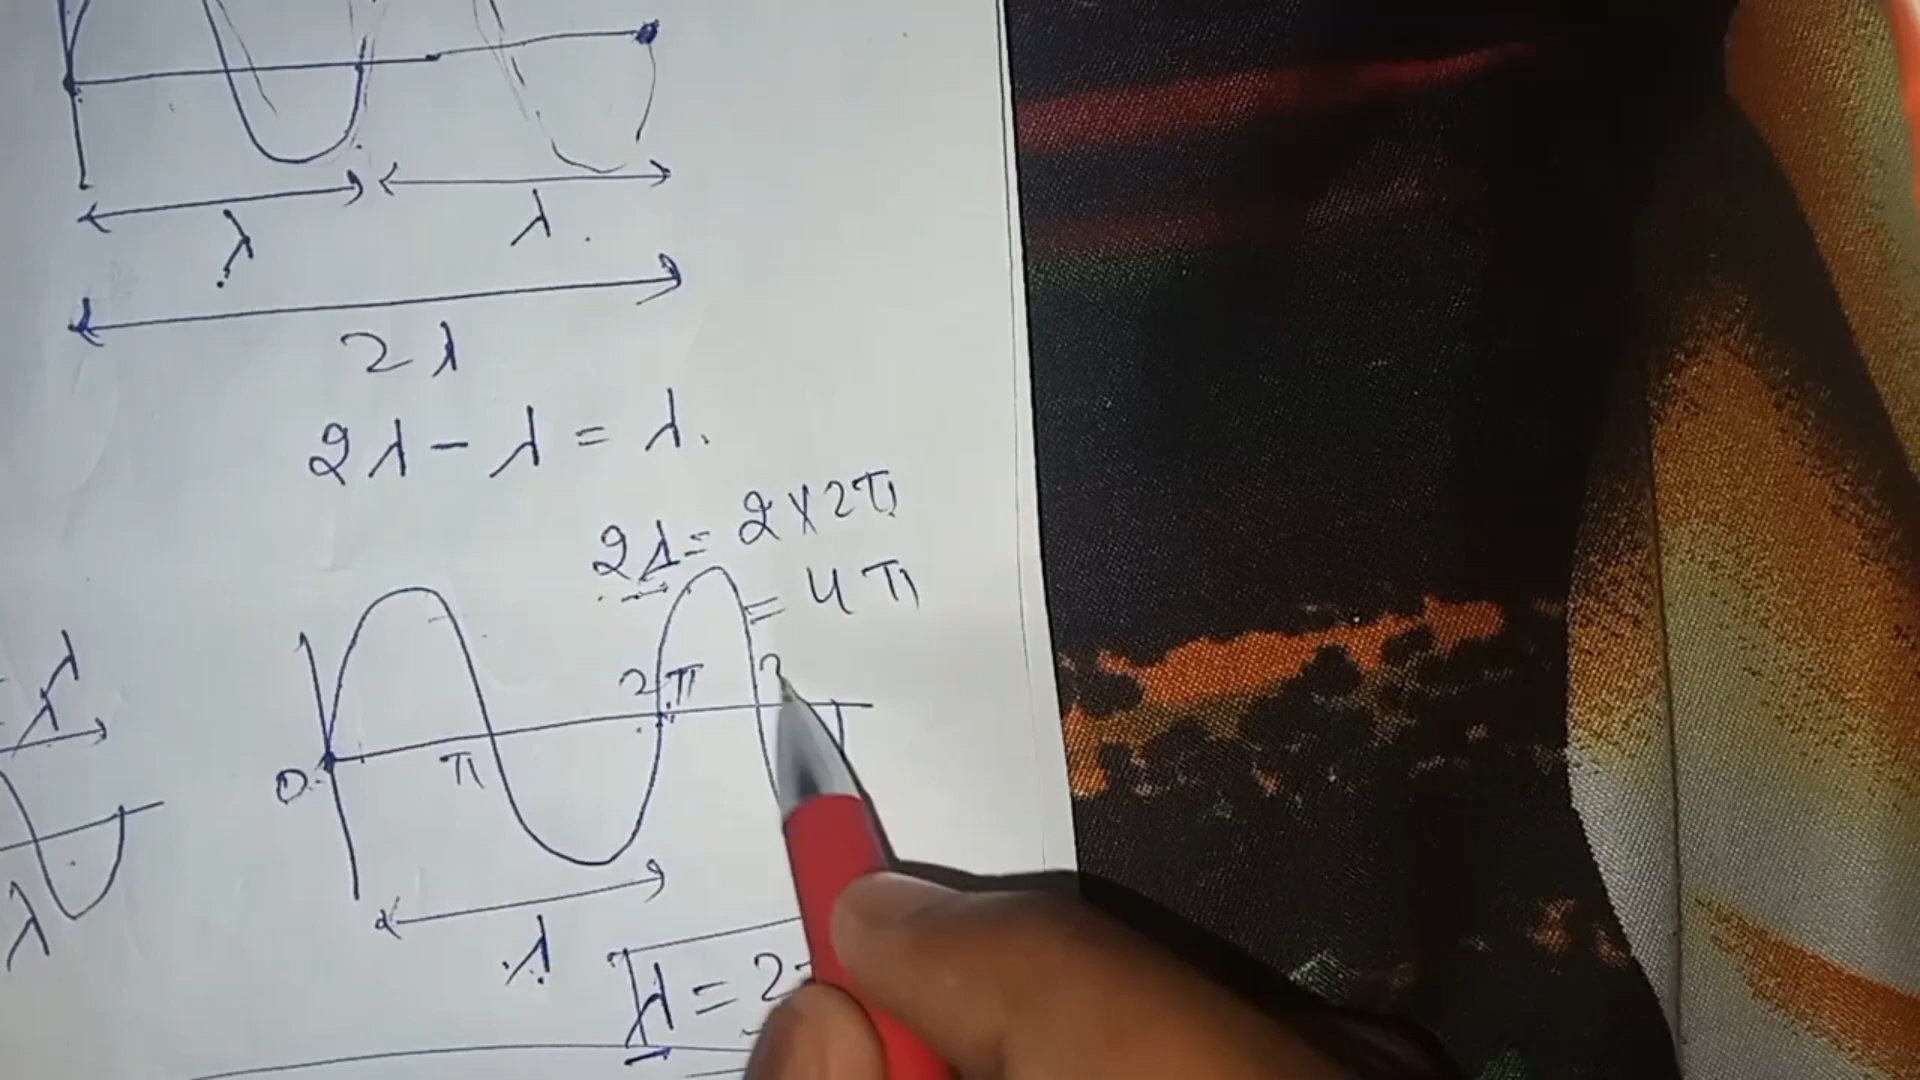 λ λ.
2λ
2λ - λ = λ.
2λ = 2×2π
= 4π
λ
2π
0 π
λ
λ
λ = 2